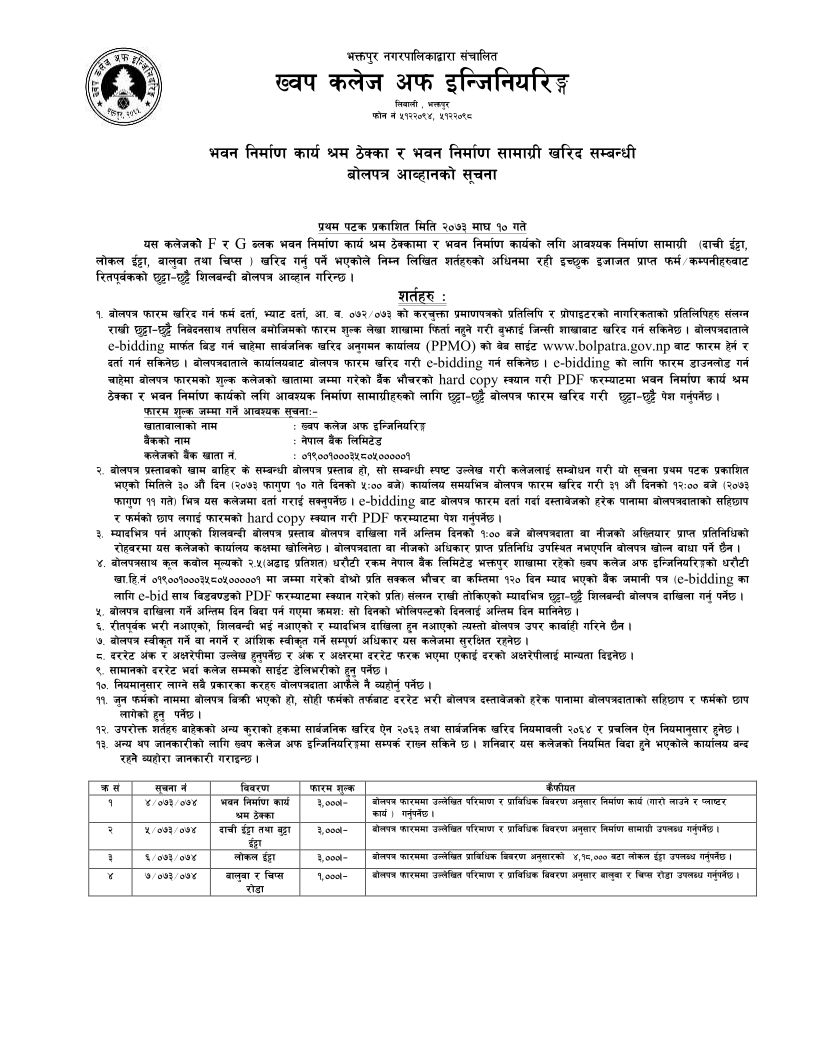 ख्वप कलेज अफ इन्जिनियरिङ्ग
भक्तपुर, २०५८
भक्तपुर नगरपालिकाद्वारा संचालित
ख्वप कलेज अफ इन्जिनियरिङ्ग
लिवाली , भक्तपुर
फोन नं ५१२२०९४, ५१२२०९८
भवन निर्माण कार्य श्रम ठेक्का र भवन निर्माण सामाग्री खरिद सम्बन्धी
बोलपत्र आव्हानको सूचना
प्रथम पटक प्रकाशित मिति २०७३ माघ १० गते
यस कलेजको F र G ब्लक भवन निर्माण कार्य श्रम ठेक्कामा र भवन निर्माण कार्यको लगि आवश्यक निर्माण सामाग्री (दाची ईट्टा,
लोकल ईट्टा, बालुवा तथा चिप्स ) खरिद गर्नु पर्ने भएकोले निम्न लिखित शर्तहरुको अधिनमा रही इच्छुक इजाजत प्राप्त फर्म/कम्पनीहरुबाट
रितपूर्वकको छुट्टा–छुट्टै शिलबन्दी बोलपत्र आव्हान गरिन्छ ।
शर्तहरु :
१. बोलपत्र फारम खरिद गर्न फर्म दर्ता, भ्याट दर्ता, आ. व. ०७२/०७३ को करचुक्ता प्रमाणपत्रको प्रतिलिपि र प्रोपाइटरको नागरिकताको प्रतिलिपिहरु संलग्न
राखी छुट्टा–छुट्टै निबेदनसाथ तपसिल बमोजिमको फारम शुल्क लेखा शाखामा फिर्ता नहुने गरी बुझाई जिन्सी शाखाबाट खरिद गर्न सकिनेछ । बोलपत्रदाताले
e-bidding मार्फत बिड गर्न चाहेमा सार्बजनिक खरिद अनुगमन कार्यालय (PPMO) को वेब साईट www.bolpatra.gov.np बाट फारम हेर्न र
दर्ता गर्न सकिनेछ । बोलपत्रदाताले कार्यालयबाट बोलपत्र फारम खरिद गरी e-bidding गर्न सकिनेछ । e-bidding को लागि फारम डाउनलोड गर्न
चाहेमा बोलपत्र फारमको शुल्क कलेजको खातामा जम्मा गरेको बैंक भौचरको hard copy स्क्यान गरी PDF फरम्याटमा भवन निर्माण कार्य श्रम
ठेक्का र भवन निर्माण कार्यको लगि आवश्यक निर्माण सामाग्रीहरुको लागि छुट्टा–छुट्टै बोलपत्र फारम खरिद गरी छुट्टा–छुट्टै पेश गर्नुपर्नेछ ।
फारम शुल्क जम्मा गर्ने आवश्यक सूचनाः–
खातावालाको नाम : ख्वप कलेज अफ इन्जिनियरिङ्ग
बैंकको नाम : नेपाल बैंक लिमिटेड
कलेजको बैंक खाता नं. : ०१९००१०००३५८०५००००००१
२. बोलपत्र प्रस्ताबको खाम बाहिर के सम्बन्धी बोलपत्र प्रस्ताब हो, सो सम्बन्धी स्पष्ट उल्लेख गरी कलेजलाई सम्बोधन गरी यो सूचना प्रथम पटक प्रकाशित
भएको मितिले ३० औं दिन (२०७३ फागुण १० गते दिनको ५:०० बजे) कार्यालय समयभित्र बोलपत्र फारम खरिद गरी ३१ औं दिनको १२:०० बजे (२०७३
फागुण ११ गते) भित्र यस कलेजमा दर्ता गराई सक्नुपर्नेछ । e-bidding बाट बोलपत्र फारम दर्ता गर्दा दस्तावेजको हरेक पानामा बोलपत्रदाताको सहिछाप
र फर्मको छाप लगाई फारमको hard copy स्क्यान गरी PDF फरम्याटमा पेश गर्नुपर्नेछ ।
३. म्यादभित्र पर्न आएको शिलबन्दी बोलपत्र प्रस्ताब बोलपत्र दाखिला गर्ने अन्तिम दिनको १:०० बजे बोलपत्रदाता वा नीजको अख्तियार प्राप्त प्रतिनिधिको
रोहबरमा यस कलेजको कार्यालय कक्षमा खोलिनेछ । बोलपत्रदाता वा नीजको अधिकार प्राप्त प्रतिनिधि उपस्थित नभएपनि बोलपत्र खोल्न वाधा पर्ने छैन ।
४. बोलपत्रसाथ कूल कवोल मूल्यको २.५(अढाइ प्रतिशत) धरौटी रकम नेपाल बैंक लिमिटेड भक्तपुर शाखामा रहेको ख्वप कलेज अफ इन्जिनियरिङ्गको धरौटी
खा.हि.नं ०१९००१०००३५८०५००००००१ मा जम्मा गरेको दोश्रो प्रति सक्कल भौचर वा कम्तिमा १२० दिन म्याद भएको बैंक जमानी पत्र (e-bidding का
लागि e-bid साथ विडवण्डको PDF फरम्याटमा स्क्यान गरेको प्रति) संलग्न राखी तोकिएको म्यादभित्र छुट्टा–छुट्टै शिलबन्दी बोलपत्र दाखिला गर्नु पर्नेछ ।
५. बोलपत्र दाखिला गर्ने अन्तिम दिन बिदा पर्न गएमा क्रमशः सो दिनको भोलिपल्टको दिनलाई अन्तिम दिन मानिनेछ ।
६. रीतपूर्वक भरी नआएको, शिलबन्दी भई नआएको र म्यादभित्र दाखिला हुन नआएको त्यस्तो बोलपत्र उपर कार्बाही गरिने छैन ।
७. बोलपत्र स्वीकृत गर्ने वा नगर्ने र आंशिक स्वीकृत गर्ने सम्पूर्ण अधिकार यस कलेजमा सुरक्षित रहनेछ ।
८. दररेट अंक र अक्षरेपीमा उल्लेख हुनुपर्नेछ र अंक र अक्षरमा दररेट फरक भएमा एकाई दरको अक्षरेपीलाई मान्यता दिइनेछ ।
९. सामानको दररेट भर्दा कलेज सम्मको साईट डेलिभरीको हुनु पर्नेछ ।
१०. नियमानुसार लाग्ने सबै प्रकारका करहरु बोलपत्रदाता आफैले नै व्यहोर्नु पर्नेछ ।
११. जुन फर्मको नाममा बोलपत्र बिक्री भएको हो, सोही फर्मको तर्फबाट दररेट भरी बोलपत्र दस्तावेजको हरेक पानामा बोलपत्रदाताको सहिछाप र फर्मको छाप
लागेको हुनु पर्नेछ ।
१२. उपरोक्त शर्तहरु बाहेकको अन्य कुराको हकमा सार्बजनिक खरिद ऐन २०६३ तथा सार्बजनिक खरिद नियमावली २०६४ र प्रचलिन ऐन नियमानुसार हुनेछ ।
१३. अन्य थप जानकारीको लागि ख्वप कलेज अफ इन्जिनियरिङ्गमा सम्पर्क राख्न सकिने छ । शनिबार यस कलेजको नियमित विदा हुने भएकोले कार्यालय बन्द
रहनेै ब्यहोरा जानकारी गराइन्छ ।
क्र सं सूचना नं विवरण फारम शुल्क कैफीयत
१ ४/०७३/०७४ भवन निर्माण कार्य श्रम ठेक्का ३,०००।– बोलपत्र फारममा उल्लेखित परिमाण र प्राविधिक बिवरण अनुसार निर्माण कार्य (गारो लाउने र प्लाष्टर
कार्य ) गर्नुपर्नेछ ।
२ ५/०७३/०७४ दाची ईट्टा तथा बुट्टा ईट्टा ३,०००।– बोलपत्र फारममा उल्लेखित परिमाण र प्राविधिक बिवरण अनुसार निर्माण सामाग्री उपलब्ध गर्नुपर्नेछ ।
३ ६/०७३/०७४ लोकल ईट्टा ३,०००।– बोलपत्र फारममा उल्लेखित प्राविधिक बिवरण अनुसारको ४,१८,००० वटा लोकल ईट्टा उपलब्ध गर्नुपर्नेछ ।
४ ७/०७३/०७४ बालुवा र चिप्स रोडा १,०००।– बोलपत्र फारममा उल्लेखित परिमाण र प्राविधिक बिवरण अनुसार बालुवा र चिप्स रोडा उपलब्ध गर्नुपर्नेछ ।